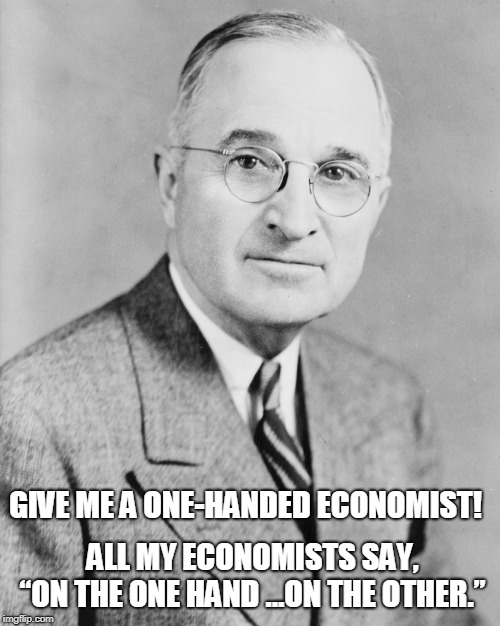 GIVE ME A ONE-HANDED ECONOMIST!
ALL MY ECONOMISTS SAY,
“ON THE ONE HAND ...ON THE OTHER.”
imgflip.com